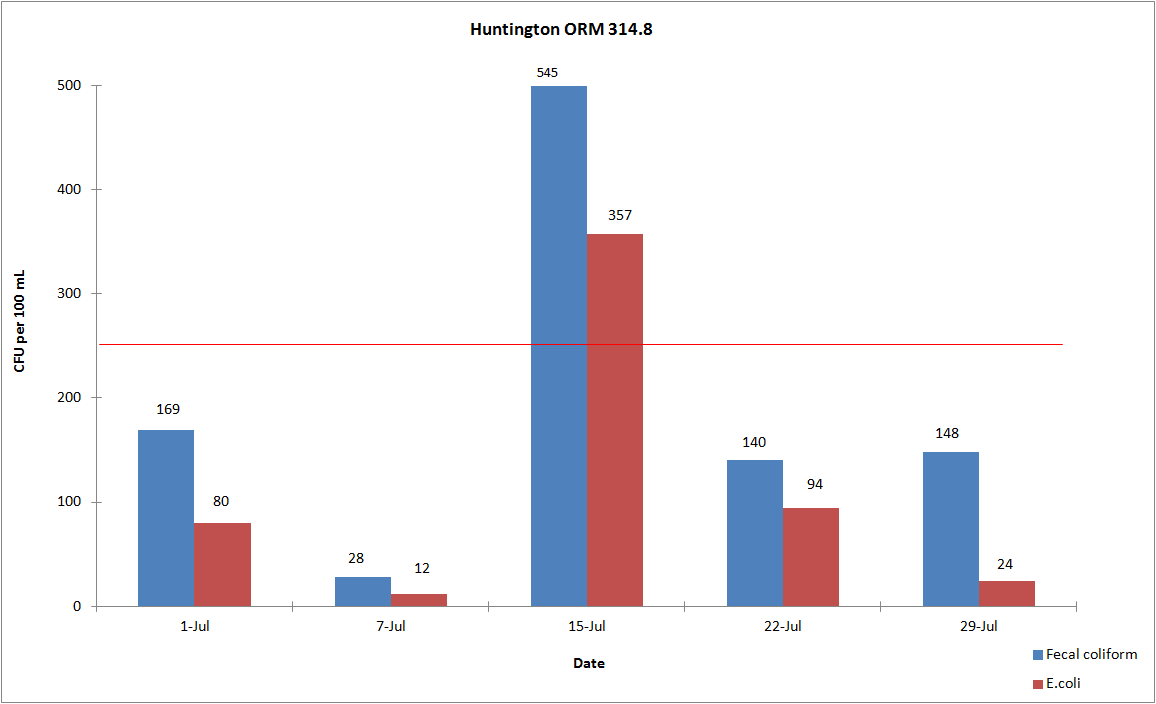 Huntington ORM 314.8
545
500
400
357
300
CFU per 100 mL
200
169
148
140
100
80
94
28
12
24
0
1-Jul
7-Jul
15-Jul
22-Jul
29-Jul
Date
Fecal coliform
E.coli